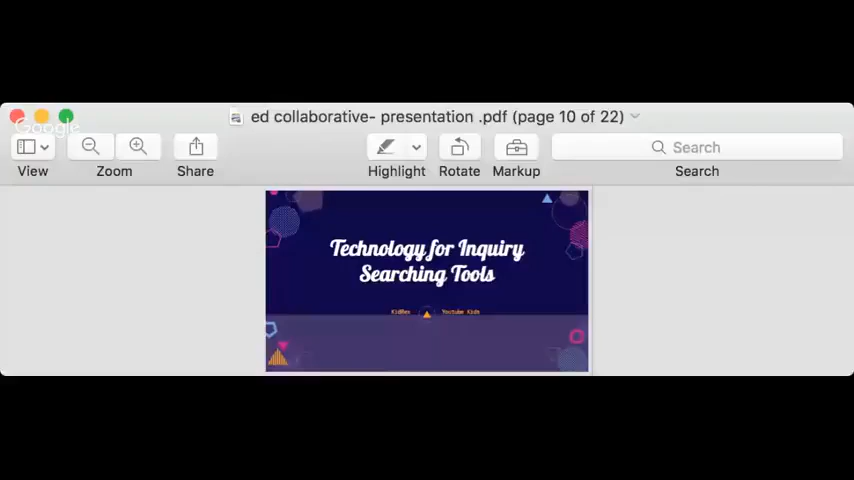 ed collaborative- presentation .pdf (page 10 of 22)
Google
Search
View
Zoom
Share
Highlight
Rotate
Markup
Search
Technology for Inquiry
Searching Tools
KidRex
Youtube Kids